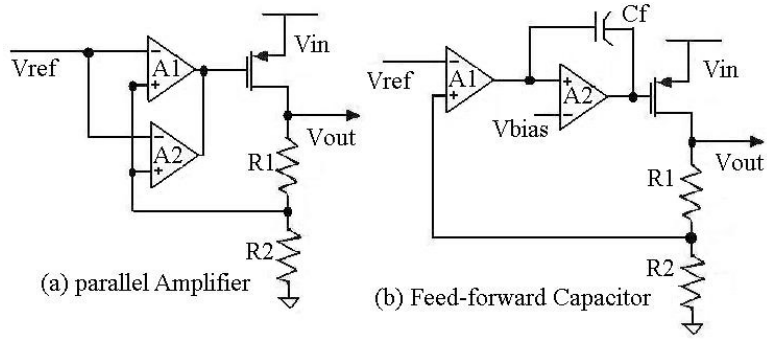 Vref
A1
A2
Vin
Vout
R1
R2
(a) parallel Amplifier
Cf
Vref
A1
A2
Vbias
Vin
Vout
R1
R2
(b) Feed-forward Capacitor